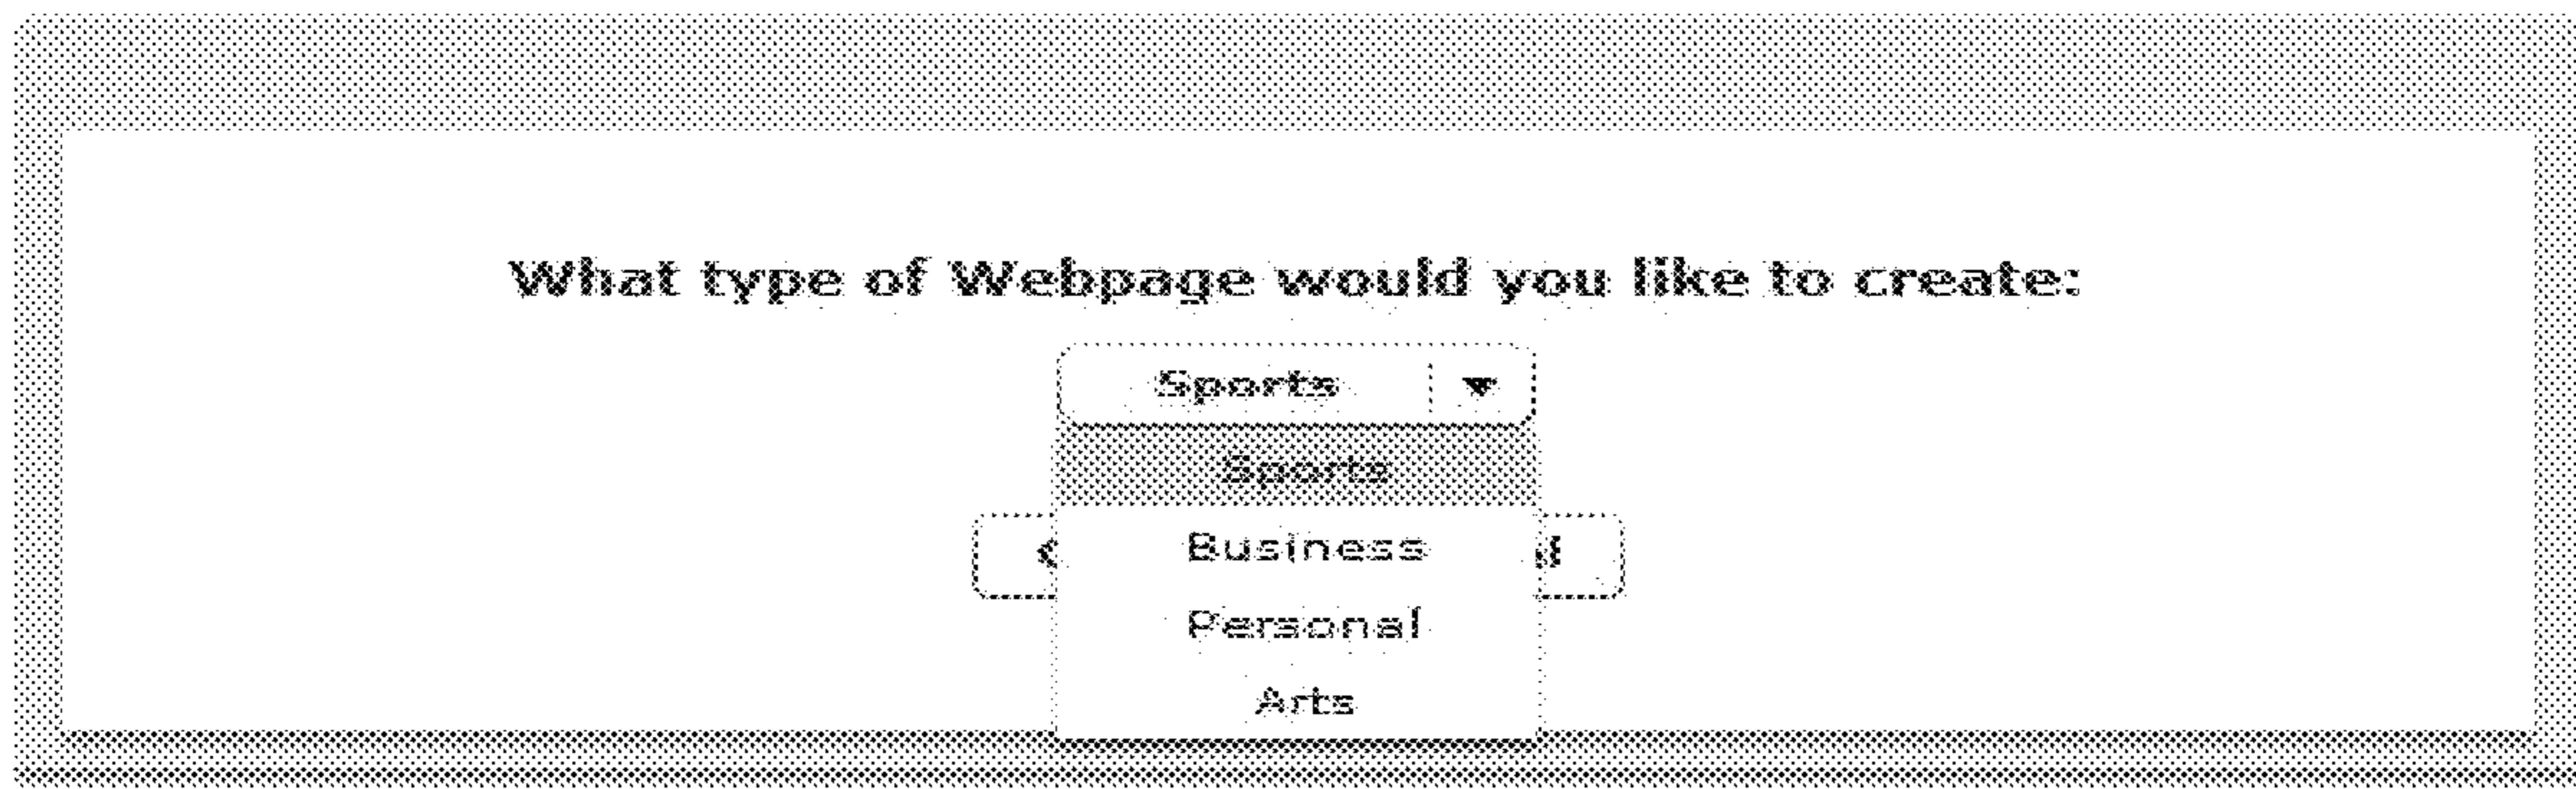 What type of Webpage would you like to create:
Sports
Sports
Business
Personal
Arts